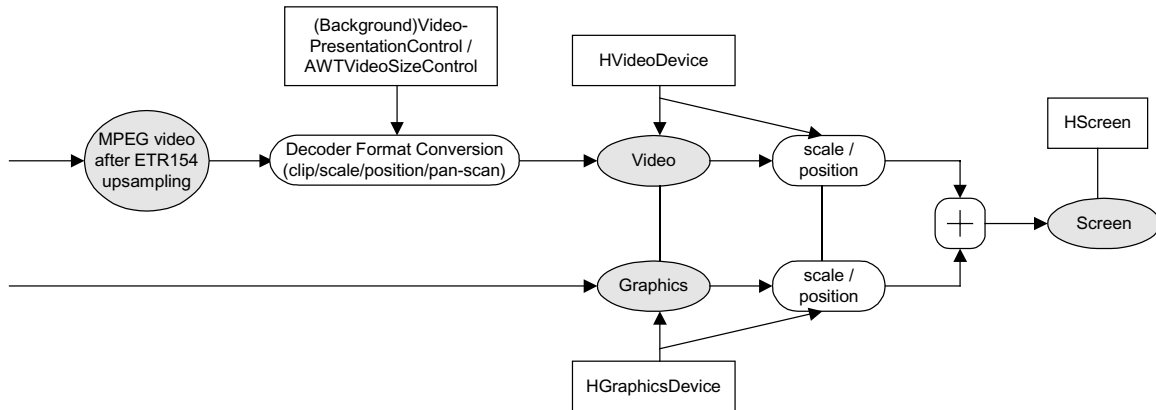 (Background)Video-
PresentationControl /
AWTVideoSizeControl
HVideoDevice
HScreen
MPEG video
after ETR154
upsampling
Decoder Format Conversion
(clip/scale/position/pan-scan)
Video
scale /
position
Screen
Graphics
scale /
position
HGraphicsDevice